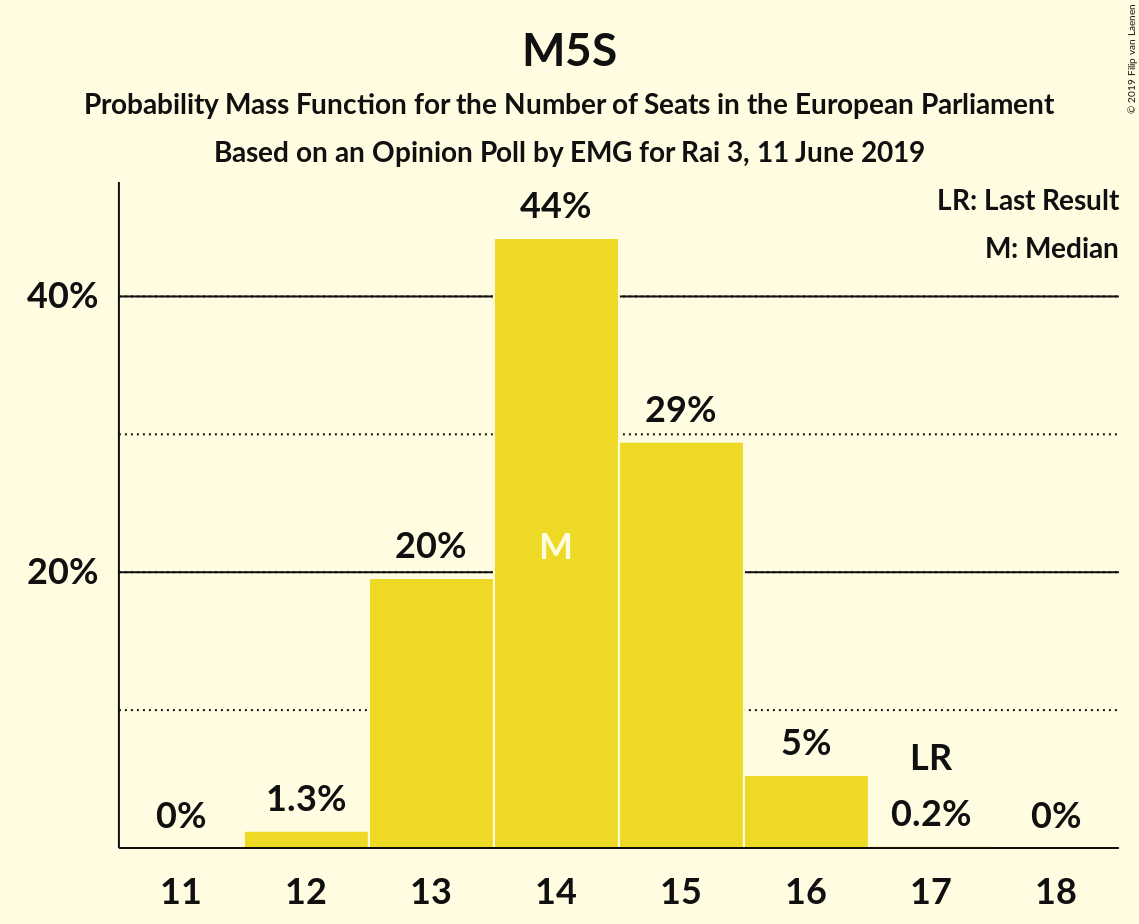 M5S
Probability Mass Function for the Number of Seats in the European Parliament
Based on an Opinion Poll by EMG for Rai 3, 11 June 2019
© 2019 Filip van Laenen
LR: Last Result
M: Median
44%
40%
29%
20%
M
20%
5%
LR
1.3%
0%
0.2%
0%
11 12 13 14 15 16 17 18